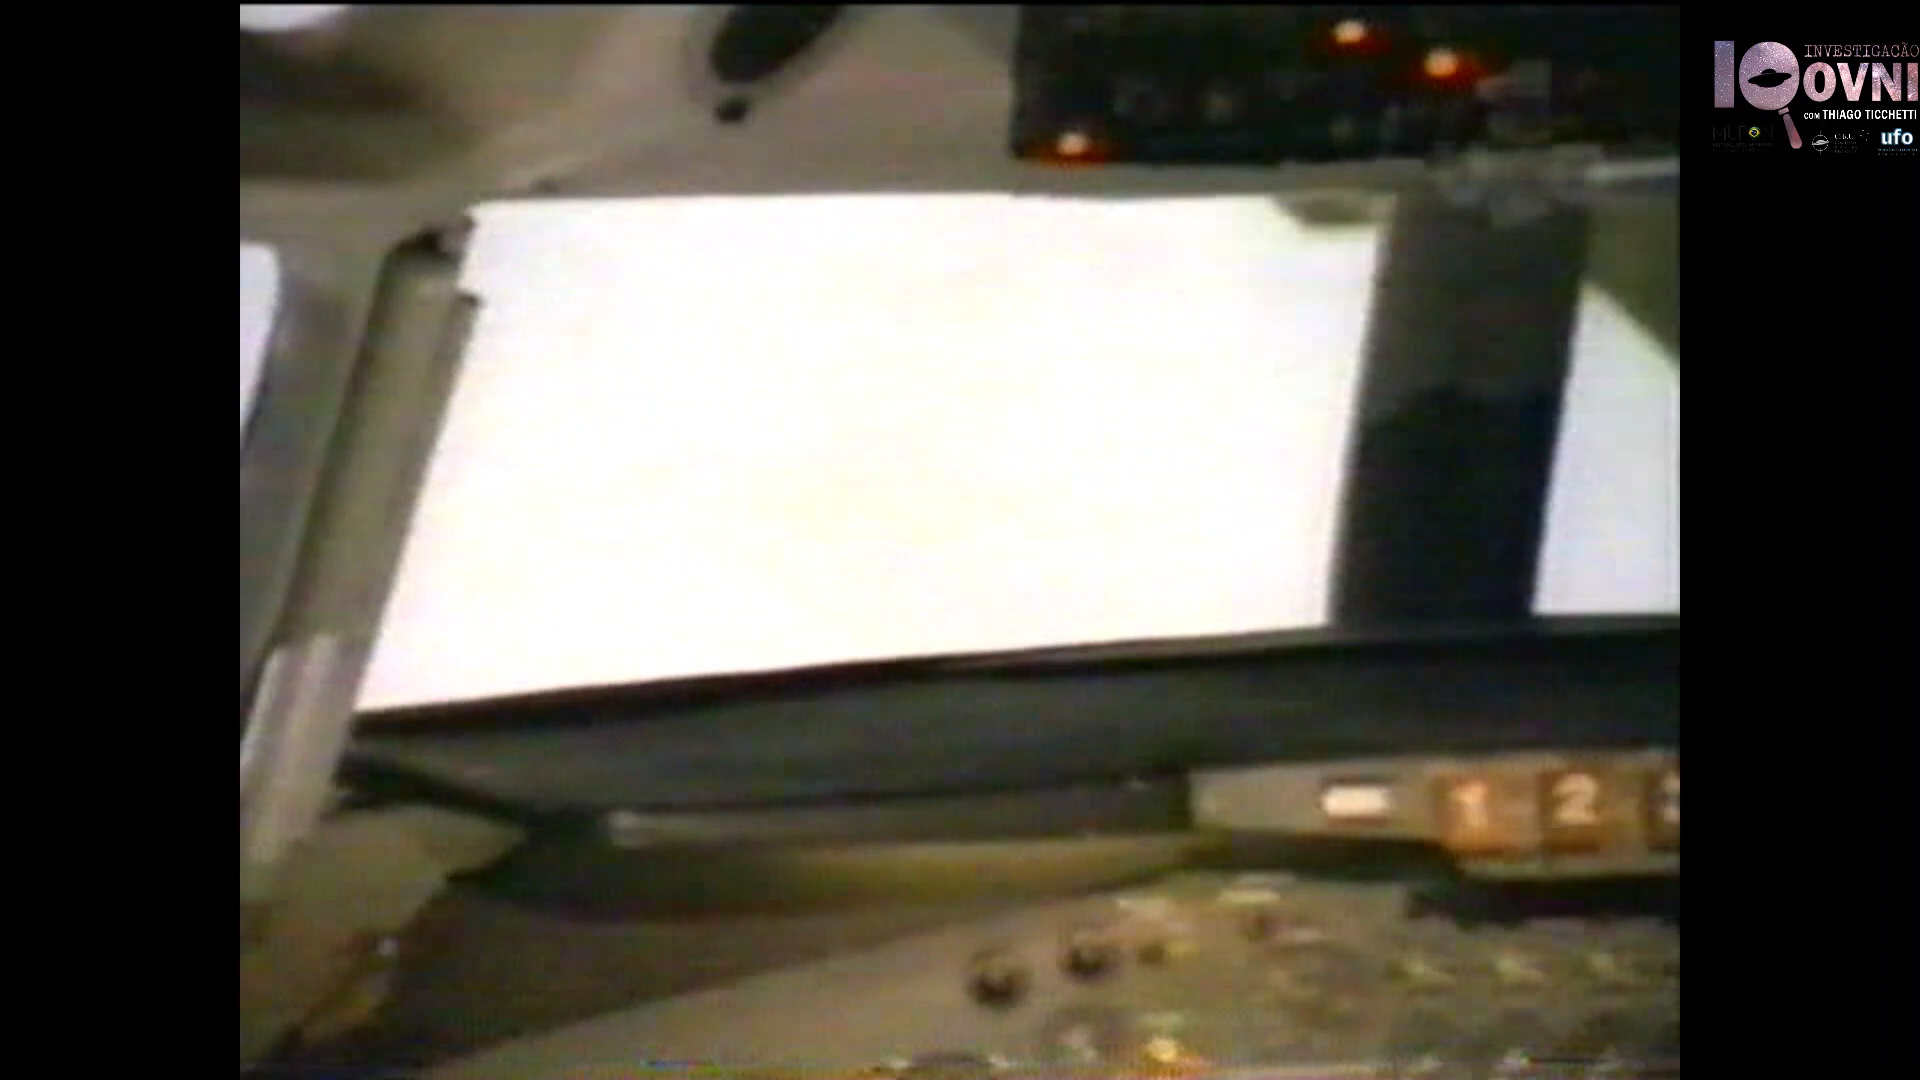 INVESTIGAÇÃO
OVNI
COM THIAGO TICCHETTI
ufo
1 2